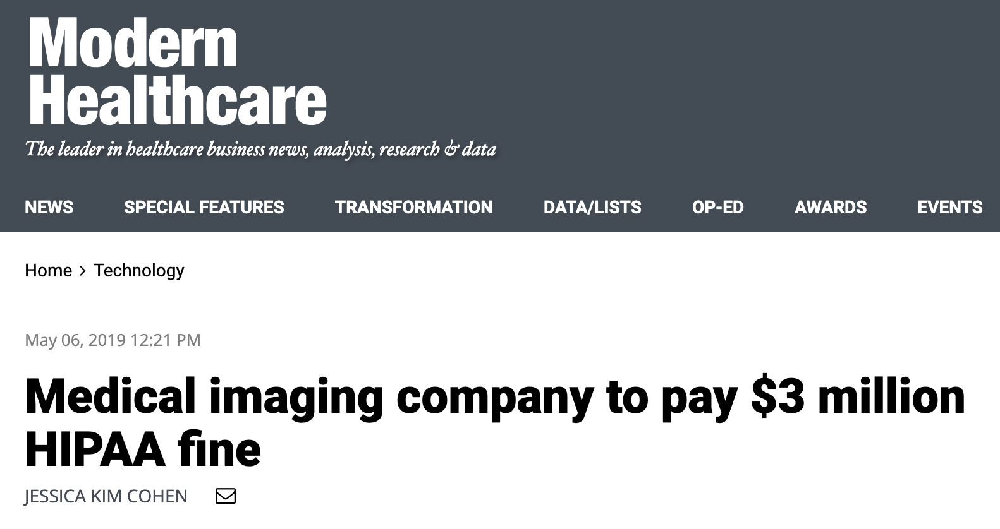 Modern
Healthcare
The leader in healthcare business news, analysis, research & data
NEWS SPECIAL FEATURES TRANSFORMATION DATA/LISTS OP-ED AWARDS EVENTS
Home > Technology
May 06, 2019 12:21 PM
Medical imaging company to pay $3 million
HIPAA fine
JESSICA KIM COHEN